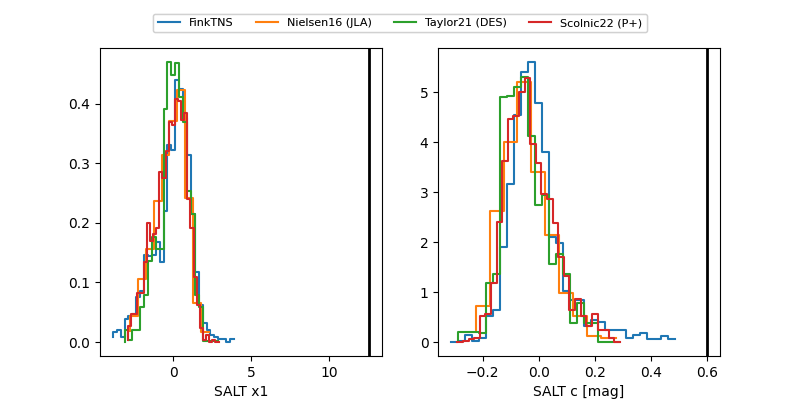 FinkTNS Nielsen16 (JLA) Taylor21 (DES) Scolnic22 (P+)
0.4
0.3
0.2
0.1
0.0
0 5 10
SALT x1
5
4
3
2
1
0
−0.2 0.0 0.2 0.4 0.6
SALT c [mag]